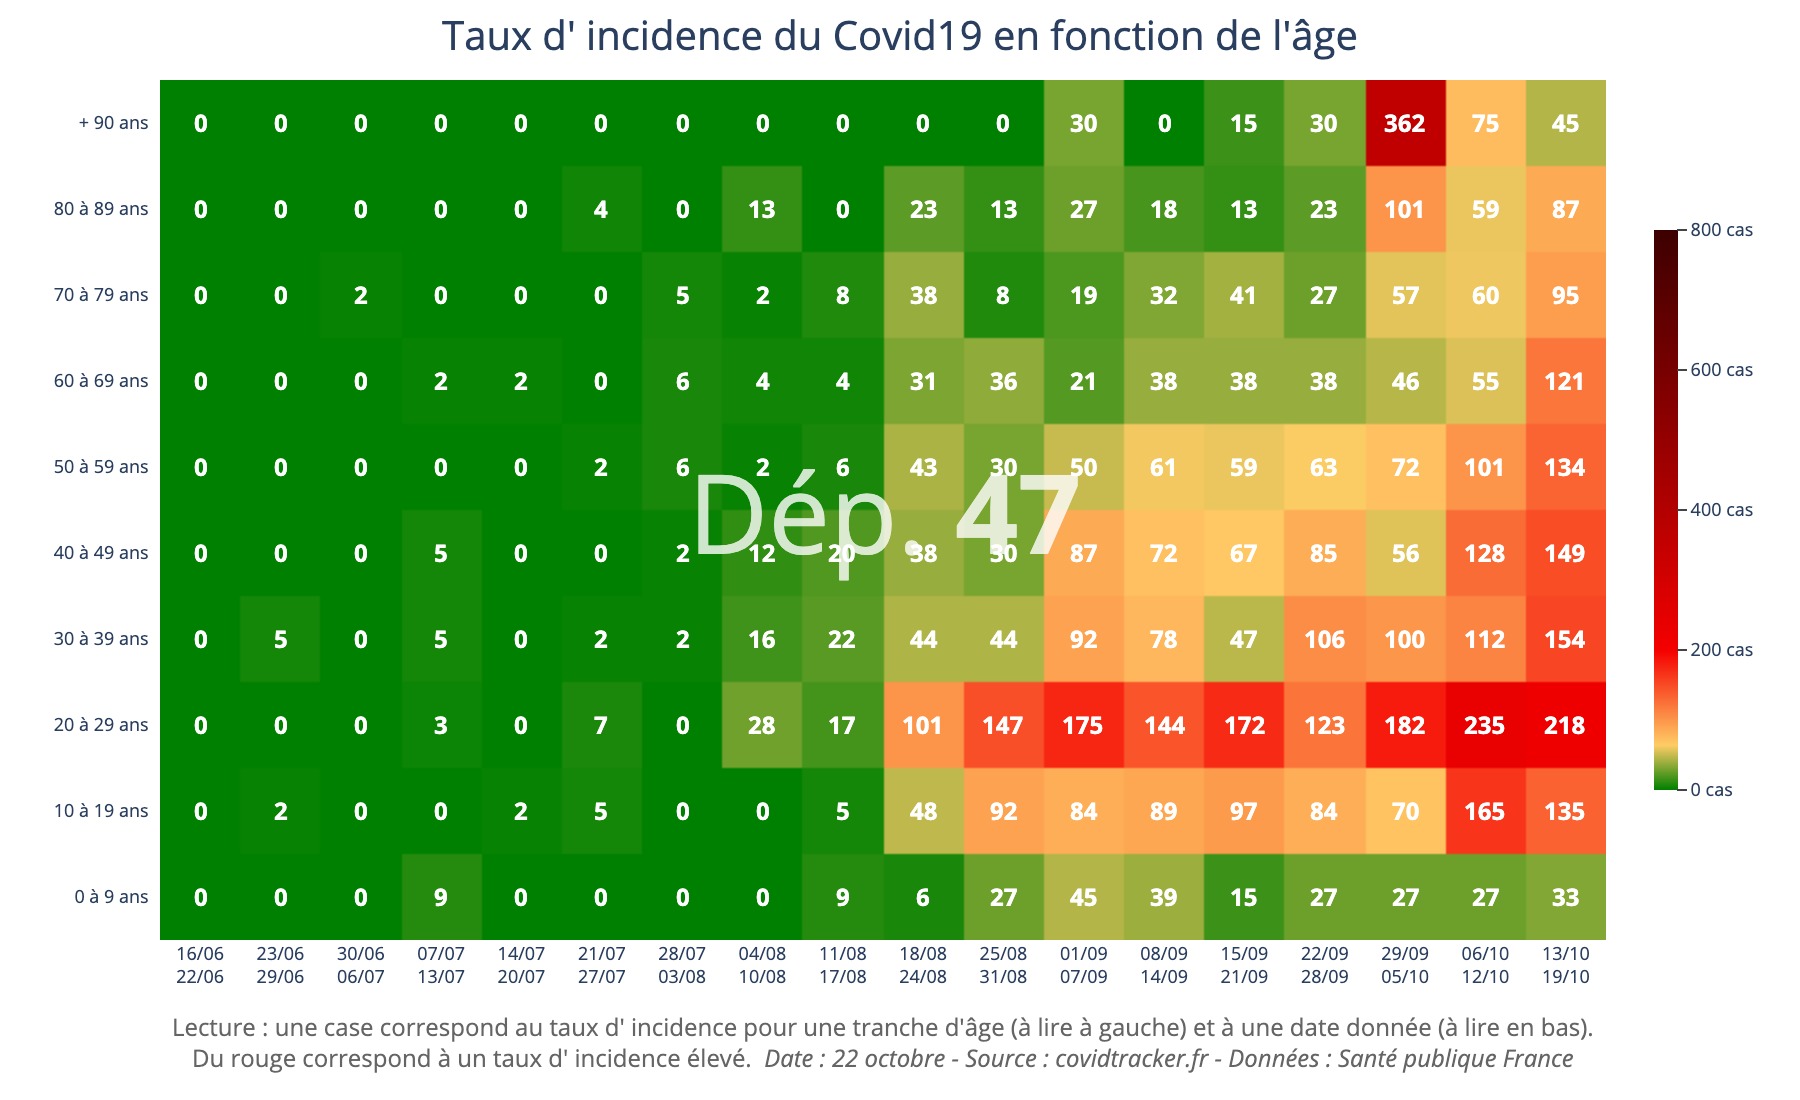 Taux d' incidence du Covid19 en fonction de l'âge
+ 90 ans 0 0 0 0 0 0 0 0 0 0 0 30 0 15 30 362 75 45
80 à 89 ans 0 0 0 0 0 4 0 13 0 23 13 27 18 13 23 101 59 87
70 à 79 ans 0 0 2 0 0 0 5 2 8 38 8 19 32 41 27 57 60 95
60 à 69 ans 0 0 0 2 2 0 6 4 4 31 36 21 38 38 38 46 55 121
50 à 59 ans 0 0 0 0 0 2 6 2 6 43 30 50 61 59 63 72 101 134
Dép. 47
40 à 49 ans 0 0 0 5 0 0 2 12 20 38 30 87 72 67 85 56 128 149
30 à 39 ans 0 5 0 5 0 2 2 16 22 44 44 92 78 47 106 100 112 154
20 à 29 ans 0 0 0 3 0 7 0 28 17 101 147 175 144 172 123 182 235 218
10 à 19 ans 0 2 0 0 2 5 0 0 5 48 92 84 89 97 84 70 165 135
0 à 9 ans 0 0 0 9 0 0 0 0 9 6 27 45 39 15 27 27 27 33
16/06 23/06 30/06 07/07 14/07 21/07 28/07 04/08 11/08 18/08 25/08 01/09 08/09 15/09 22/09 29/09 06/10 13/10
22/06 29/06 06/07 13/07 20/07 27/07 03/08 10/08 17/08 24/08 31/08 07/09 14/09 21/09 28/09 05/10 12/10 19/10
800 cas
600 cas
400 cas
200 cas
0 cas
Lecture : une case correspond au taux d' incidence pour une tranche d'âge (à lire à gauche) et à une date donnée (à lire en bas).
Du rouge correspond à un taux d' incidence élevé. Date : 22 octobre - Source : covidtracker.fr - Données : Santé publique France